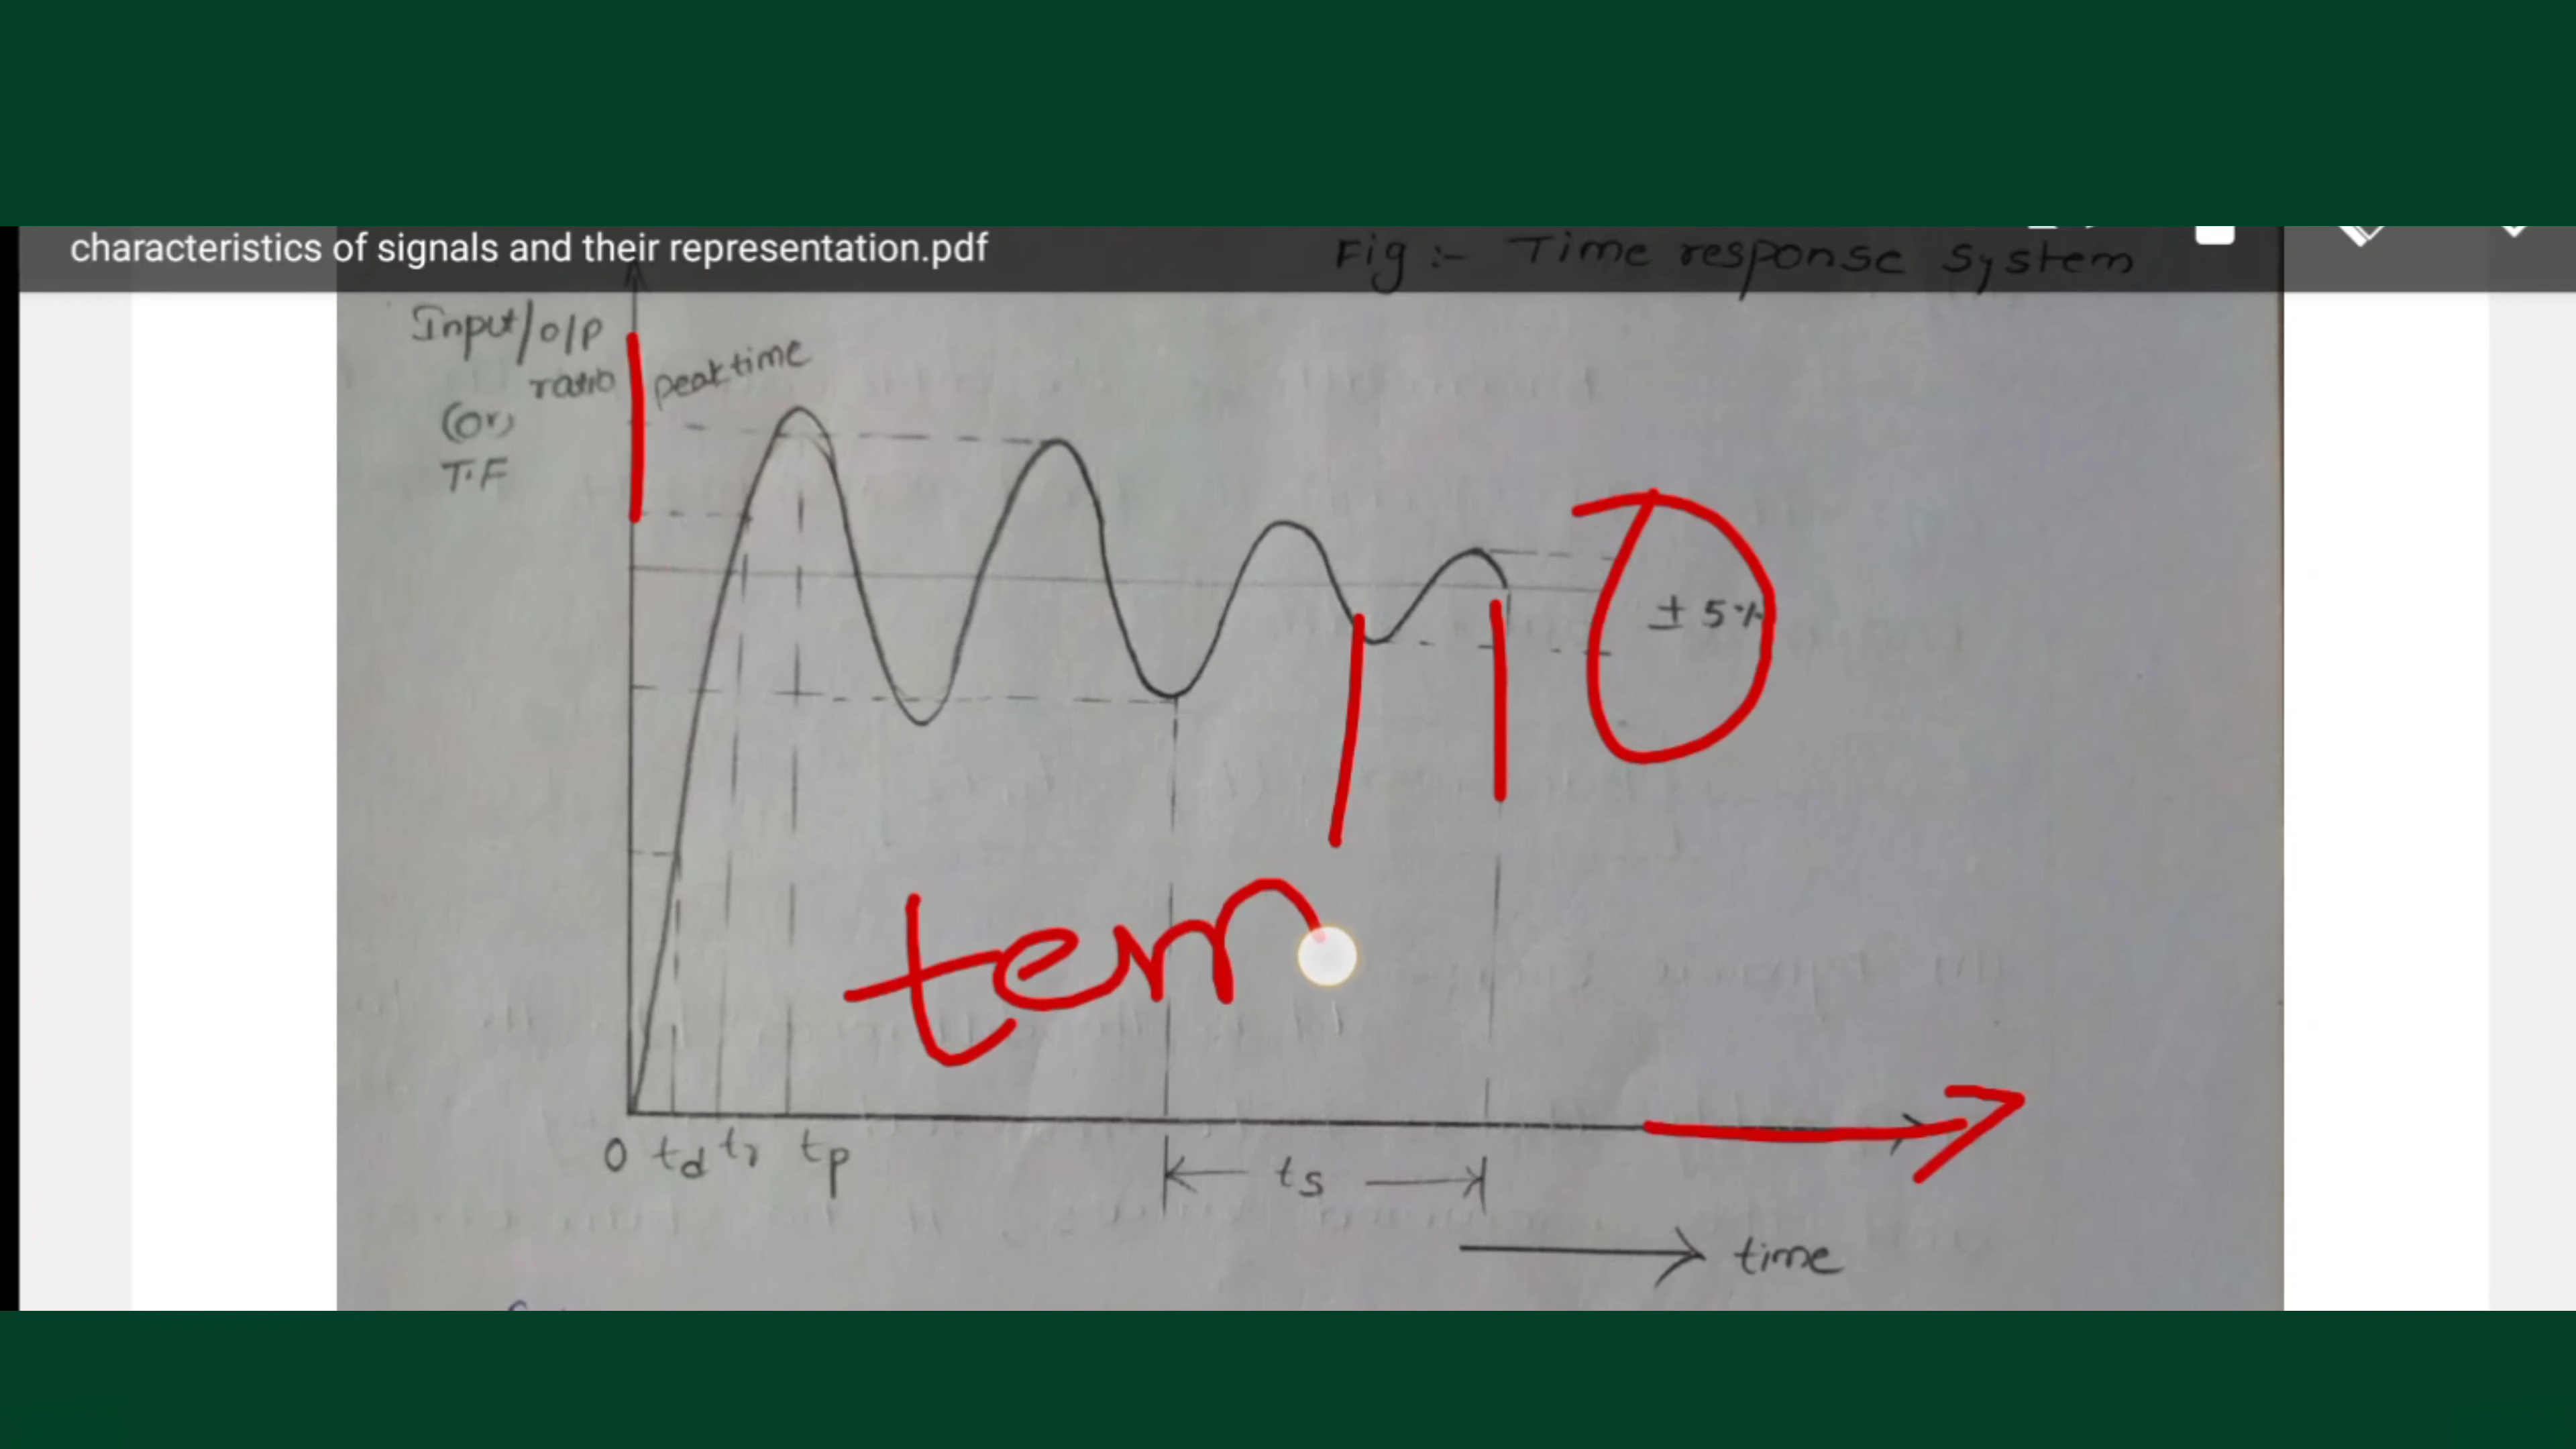 characteristics of signals and their representation.pdf
Fig :- Time response system
Input/o/p
ratio
peak time
(or)
T.F
± 5%
tem
0 td tr tp
ts
time